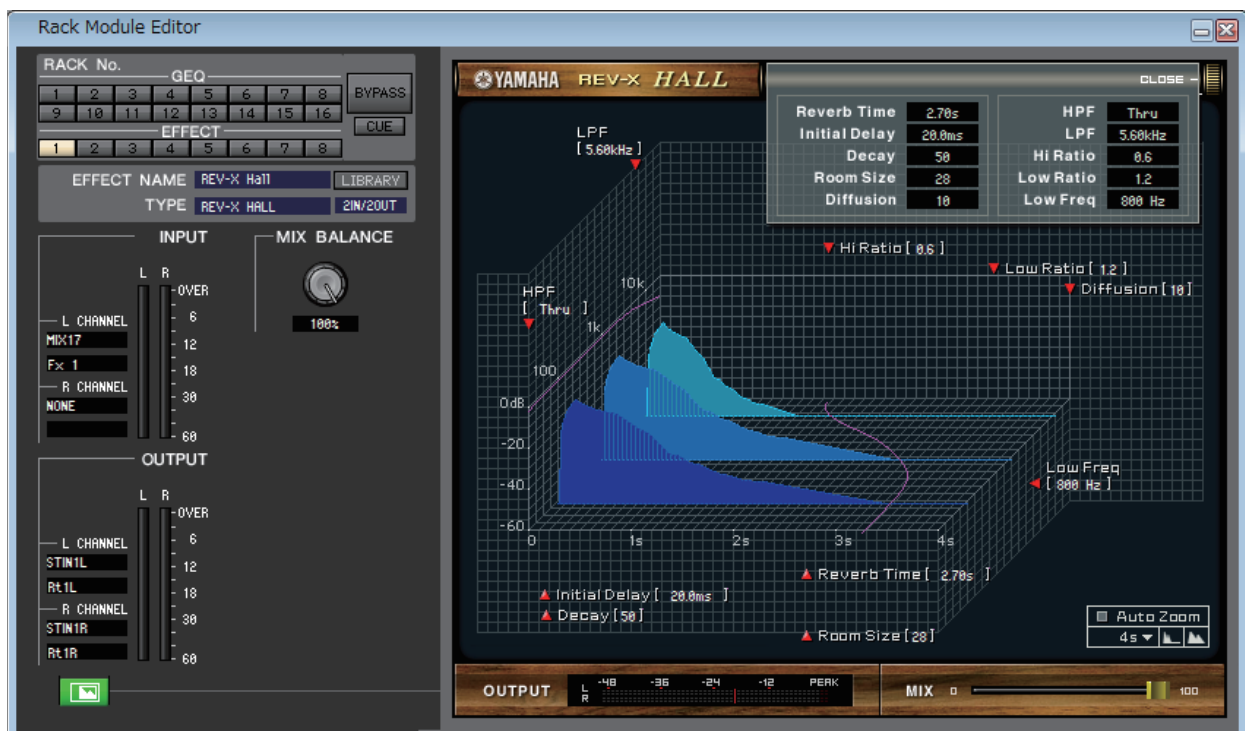 Rack Module Editor
RACK No.
GEQ
1 2 3 4 5 6 7 8
9 10 11 12 13 14 15 16
BYPASS
CUE
EFFECT
1 2 3 4 5 6 7 8
EFFECT NAME REV-X Hall LIBRARY
TYPE REV-X HALL 2IN/2OUT
INPUT
L R
OVER
6
12
18
30
60
L CHANNEL
MIX17
Fx 1
R CHANNEL
NONE
MIX BALANCE
100%
OUTPUT
L R
OVER
6
12
18
30
60
L CHANNEL
STIN1L
Rt1L
R CHANNEL
STIN1R
Rt1R
YAMAHA REV-X HALL
CLOSE
Reverb Time 2.70s
Initial Delay 20.0ms
Decay 50
Room Size 28
Diffusion 10
HPF Thru
LPF 5.60kHz
Hi Ratio 0.6
Low Ratio 1.2
Low Freq 800 Hz
LPF
[ 5.60kHz ]
Hi Ratio [ 0.6 ]
Low Ratio [ 1.2 ]
Diffusion [ 10 ]
HPF
[ Thru ]
10k
1k
100
0dB
-20
-40
-60
0 1s 2s 3s 4s
Low Freq
[ 800 Hz ]
Reverb Time [ 2.70s ]
Initial Delay [ 20.0ms ]
Decay [ 50 ]
Room Size [ 28 ]
Auto Zoom
4s
OUTPUT
L
R
-48 -36 -24 -12 PEAK
MIX 0 100